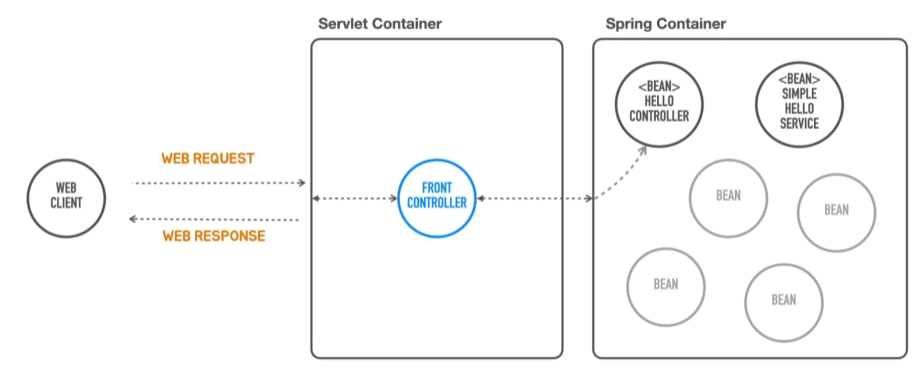 Servlet Container
Spring Container
<BEAN>
HELLO
CONTROLLER
<BEAN>
SIMPLE
HELLO
SERVICE
WEB REQUEST
WEB
CLIENT
FRONT
CONTROLLER
BEAN
BEAN
WEB RESPONSE
BEAN
BEAN